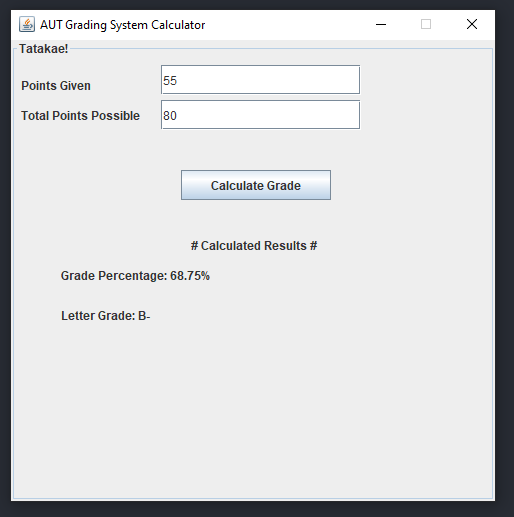 AUT Grading System Calculator
Tatakae!
Points Given 55
Total Points Possible 80
Calculate Grade
# Calculated Results #
Grade Percentage: 68.75%
Letter Grade: B-